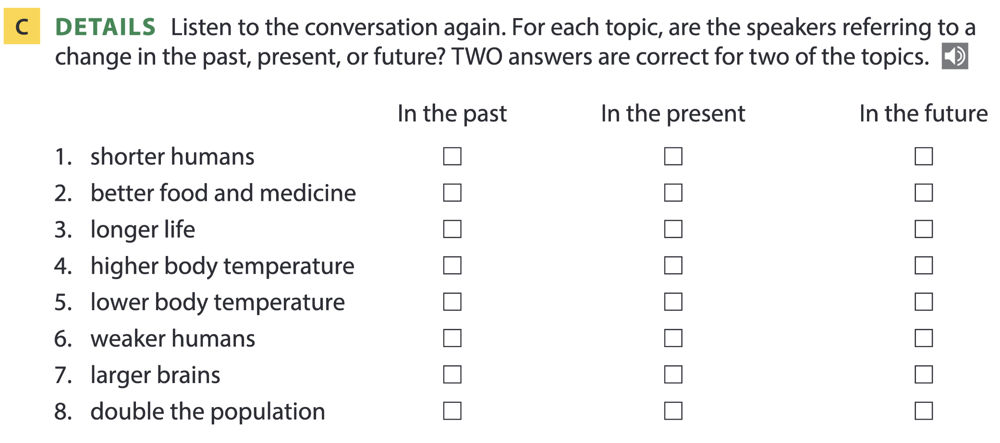 C DETAILS Listen to the conversation again. For each topic, are the speakers referring to a
change in the past, present, or future? TWO answers are correct for two of the topics.
In the past In the present In the future
1. shorter humans
2. better food and medicine
3. longer life
4. higher body temperature
5. lower body temperature
6. weaker humans
7. larger brains
8. double the population